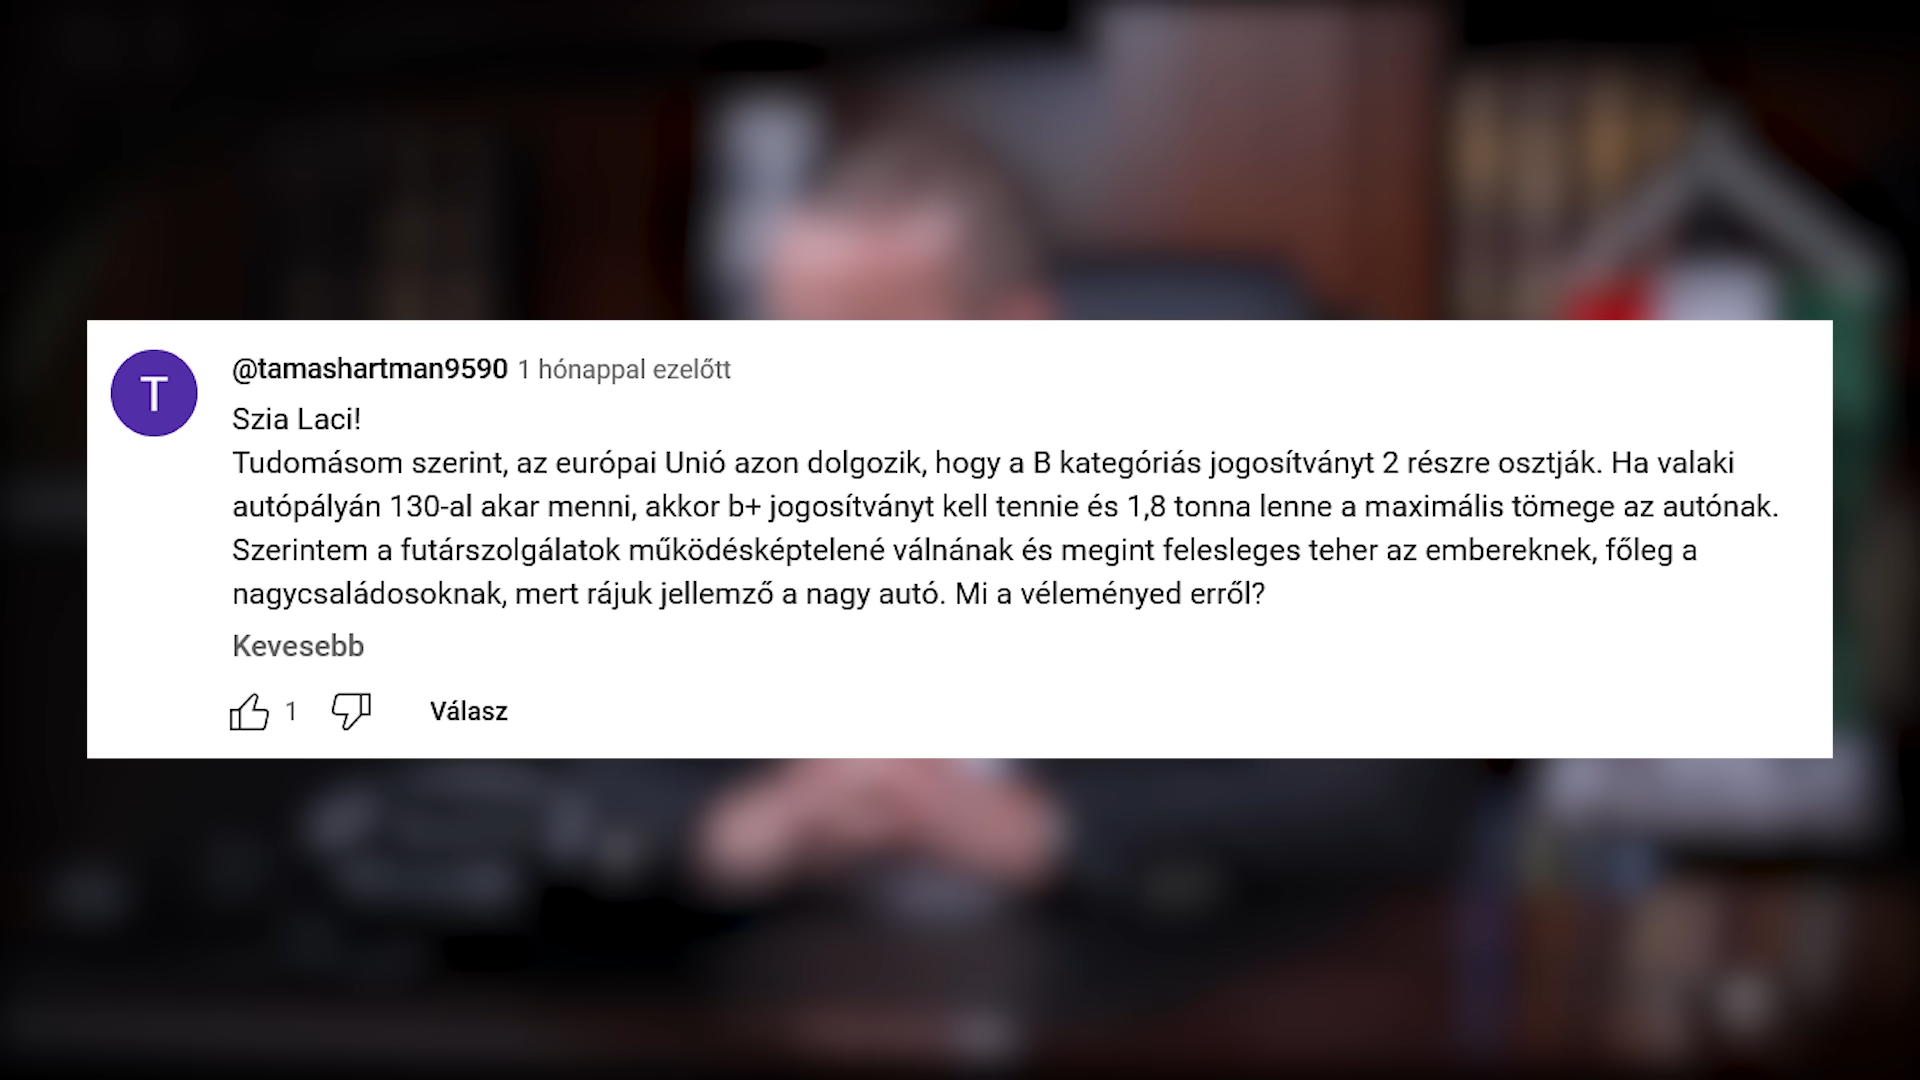 T
@tamashartman9590 1 hónappal ezelőtt
Szia Laci!
Tudomásom szerint, az európai Unió azon dolgozik, hogy a B kategóriás jogosítványt 2 részre osztják. Ha valaki
autópályán 130-al akar menni, akkor b+ jogosítványt kell tennie és 1,8 tonna lenne a maximális tömege az autónak.
Szerintem a futárszolgálatok működésképtelené válnának és megint felesleges teher az embereknek, főleg a
nagycsaládosoknak, mert rájuk jellemző a nagy autó. Mi a véleményed erről?
Kevesebb
1 Válasz